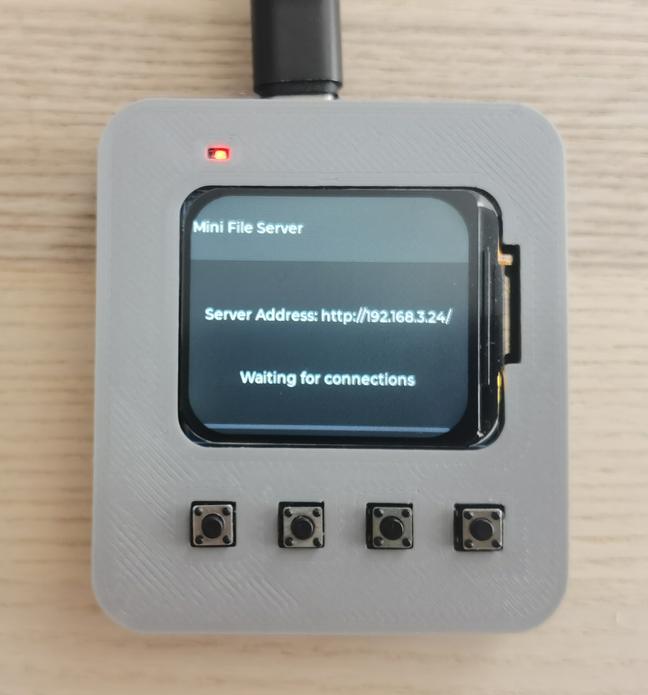 Mini File Server
Server Address: http://192.168.3.24/
Waiting for connections